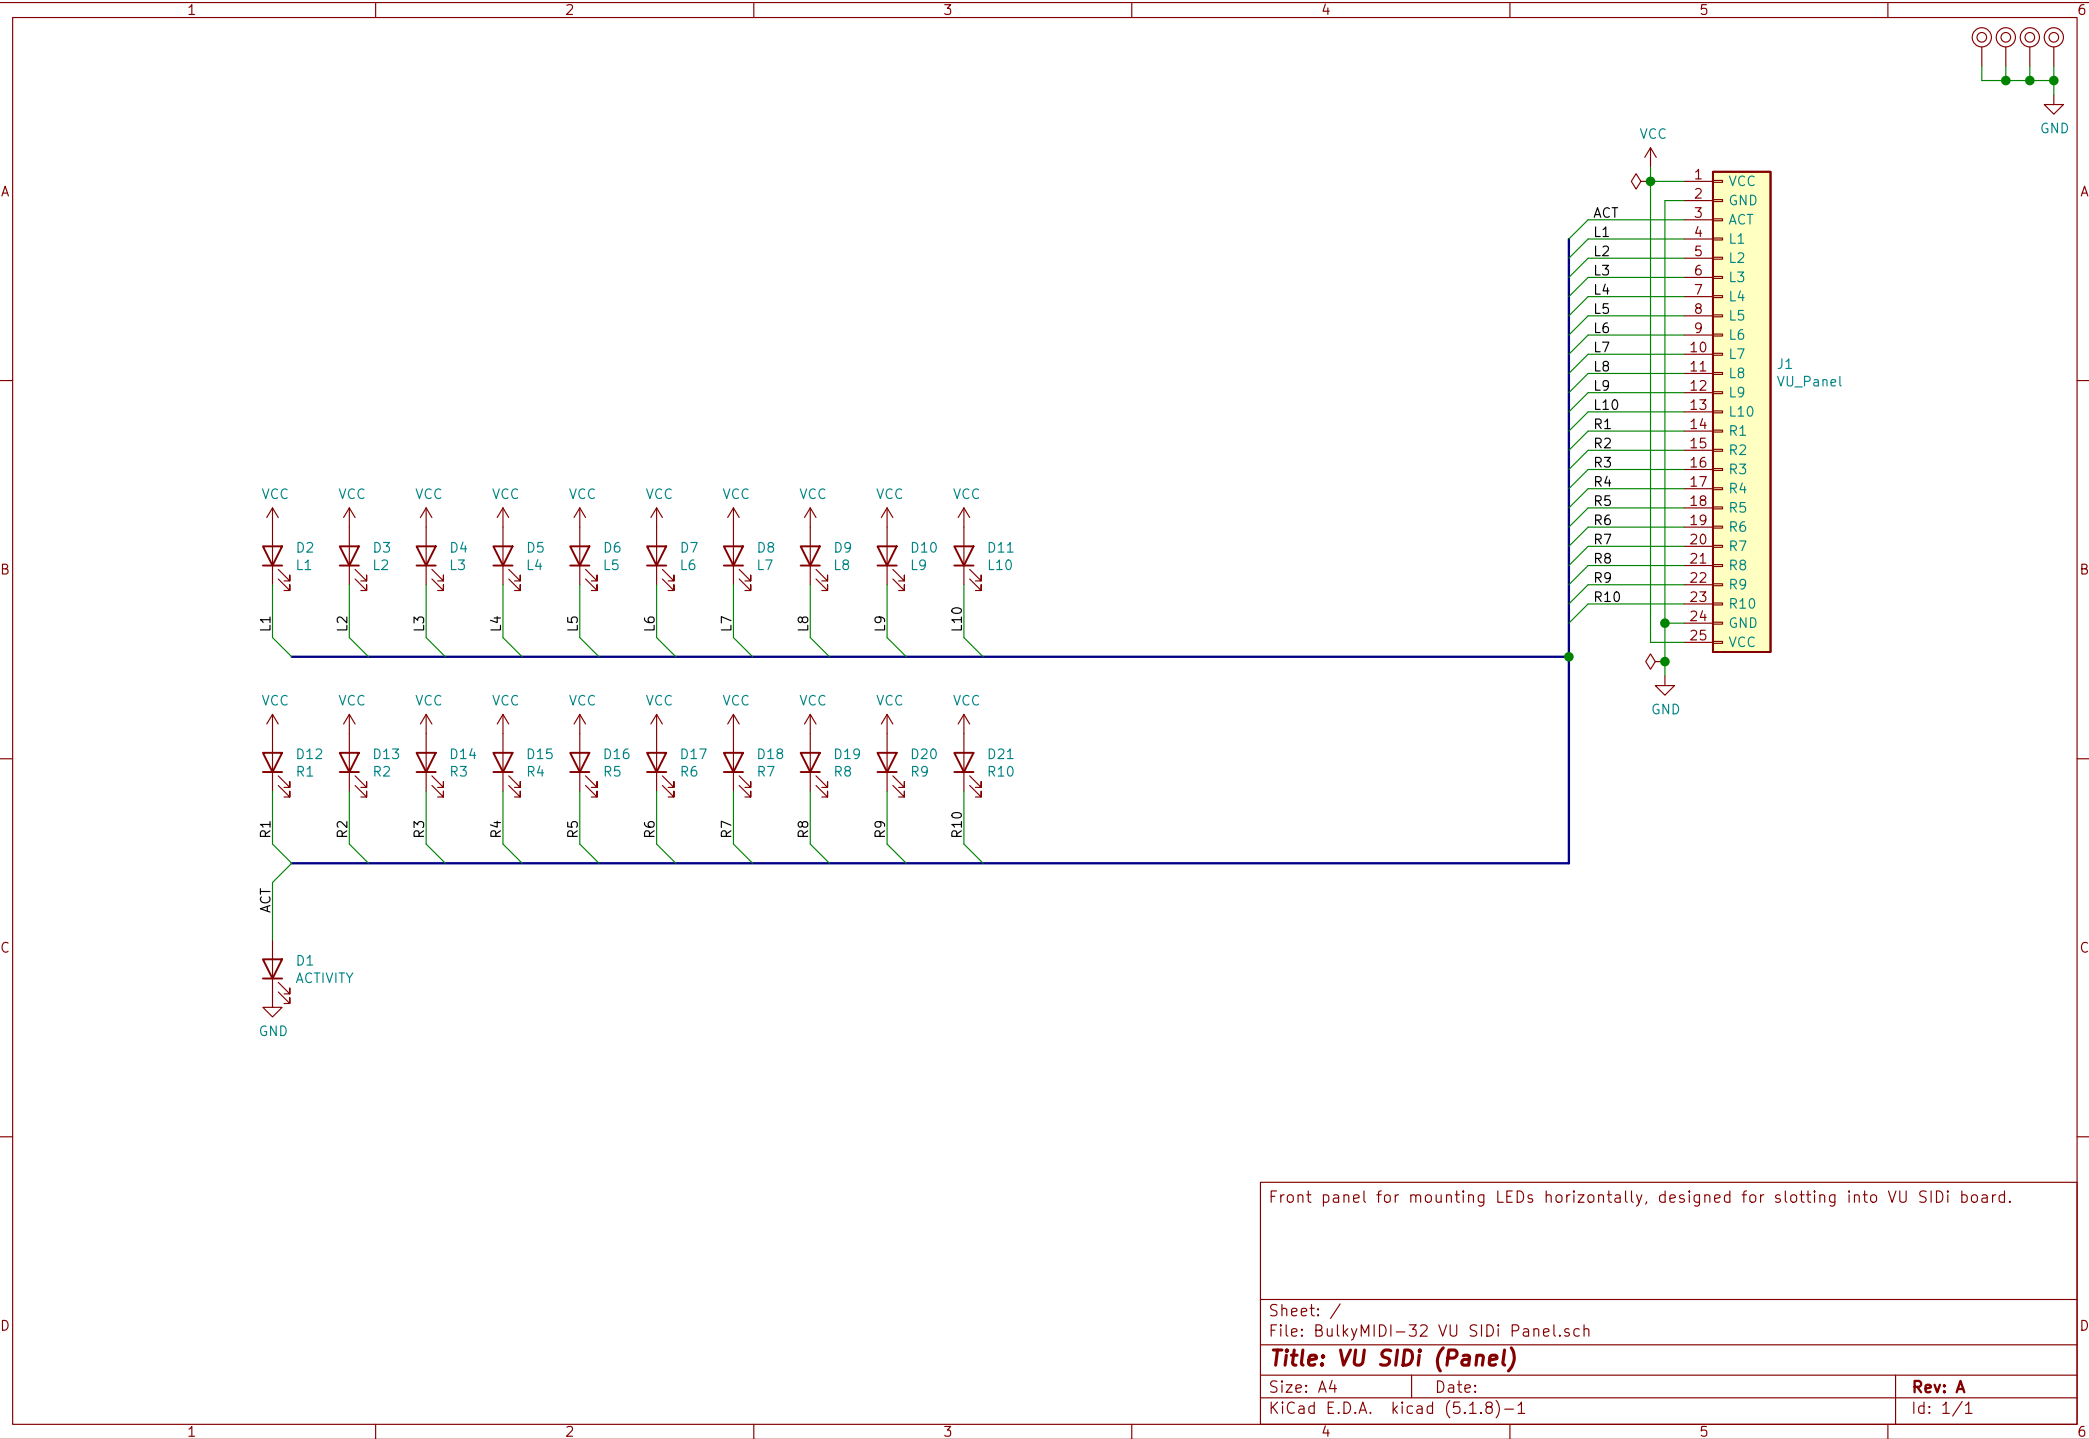 1 2 3 4 5 6
GND
VCC
A A
1 VCC
2 GND
ACT 3 ACT
L1 4 L1
L2 5 L2
L3 6 L3
L4 7 L4
L5 8 L5
L6 9 L6
L7 10 L7
L8 11 L8
L9 12 L9
L10 13 L10
R1 14 R1
R2 15 R2
R3 16 R3
R4 17 R4
R5 18 R5
R6 19 R6
R7 20 R7
R8 21 R8
R9 22 R9
R10 23 R10
24 GND
25 VCC
J1
VU_Panel
GND
VCC VCC VCC VCC VCC VCC VCC VCC VCC VCC
D2 D3 D4 D5 D6 D7 D8 D9 D10 D11
L1 L2 L3 L4 L5 L6 L7 L8 L9 L10
B B
L1 L2 L3 L4 L5 L6 L7 L8 L9 L10
VCC VCC VCC VCC VCC VCC VCC VCC VCC VCC
D12 D13 D14 D15 D16 D17 D18 D19 D20 D21
R1 R2 R3 R4 R5 R6 R7 R8 R9 R10
R1 R2 R3 R4 R5 R6 R7 R8 R9 R10
ACT
C C
D1
ACTIVITY
GND
Front panel for mounting LEDs horizontally, designed for slotting into VU SIDi board.
Sheet: /
File: BulkyMIDI-32 VU SIDi Panel.sch
D D
Title: VU SIDi (Panel)
Size: A4 Date: Rev: A
KiCad E.D.A. kicad (5.1.8)-1 Id: 1/1
1 2 3 4 5 6